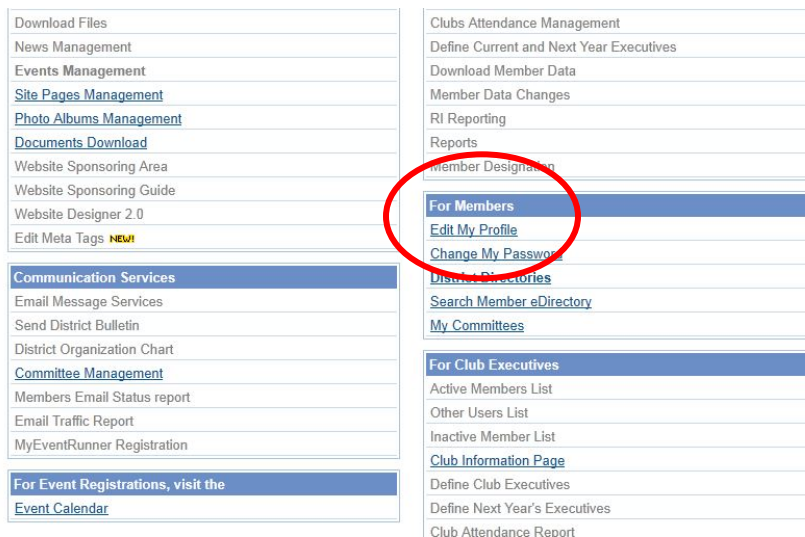 Download Files
News Management
Events Management
Site Pages Management
Photo Albums Management
Documents Download
Website Sponsoring Area
Website Sponsoring Guide
Website Designer 2.0
Edit Meta Tags NEW!
Communication Services
Email Message Services
Send District Bulletin
District Organization Chart
Committee Management
Members Email Status report
Email Traffic Report
MyEventRunner Registration
For Event Registrations, visit the
Event Calendar
Clubs Attendance Management
Define Current and Next Year Executives
Download Member Data
Member Data Changes
RI Reporting
Reports
Member Designation
For Members
Edit My Profile
Change My Password
District Directories
Search Member eDirectory
My Committees
For Club Executives
Active Members List
Other Users List
Inactive Member List
Club Information Page
Define Club Executives
Define Next Year's Executives
Club Attendance Report